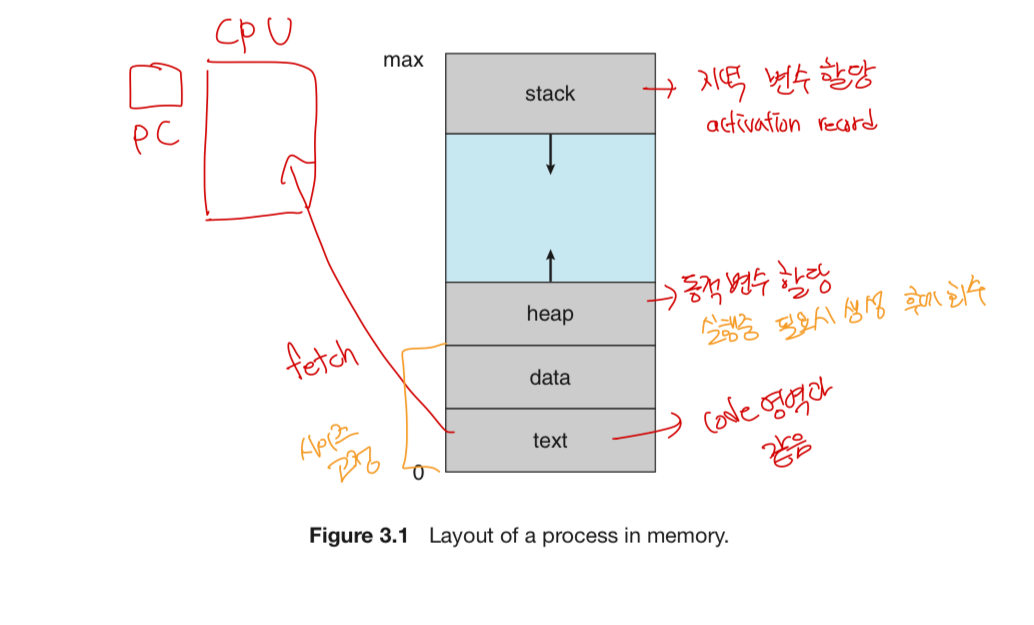 CPU
PC
max
stack
지역 변수 할당
activation record
heap
동적 변수 할당
실행중 필요시 생성 후에 회수
fetch
data
text
code 영역과
같음
사이즈
고정
0
Figure 3.1 Layout of a process in memory.